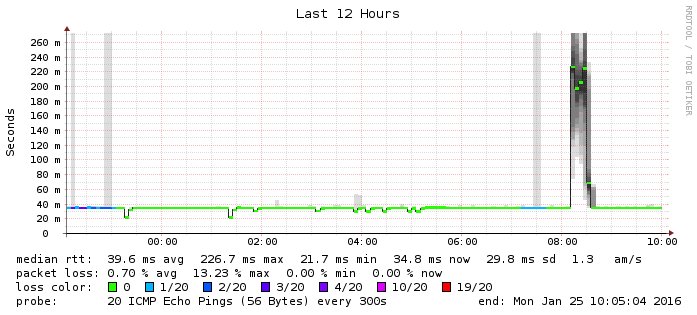 Last 12 Hours
RRDTOOL / TOBI OETIKER
Seconds
260 m
240 m
220 m
200 m
180 m
160 m
140 m
120 m
100 m
80 m
60 m
40 m
20 m
0
00:00 02:00 04:00 06:00 08:00 10:00
median rtt: 39.6 ms avg 226.7 ms max 21.7 ms min 34.8 ms now 29.8 ms sd 1.3 am/s
packet loss: 0.70 % avg 13.23 % max 0.00 % min 0.00 % now
loss color: 0 1/20 2/20 3/20 4/20 10/20 19/20
probe: 20 ICMP Echo Pings (56 Bytes) every 300s end: Mon Jan 25 10:05:04 2016